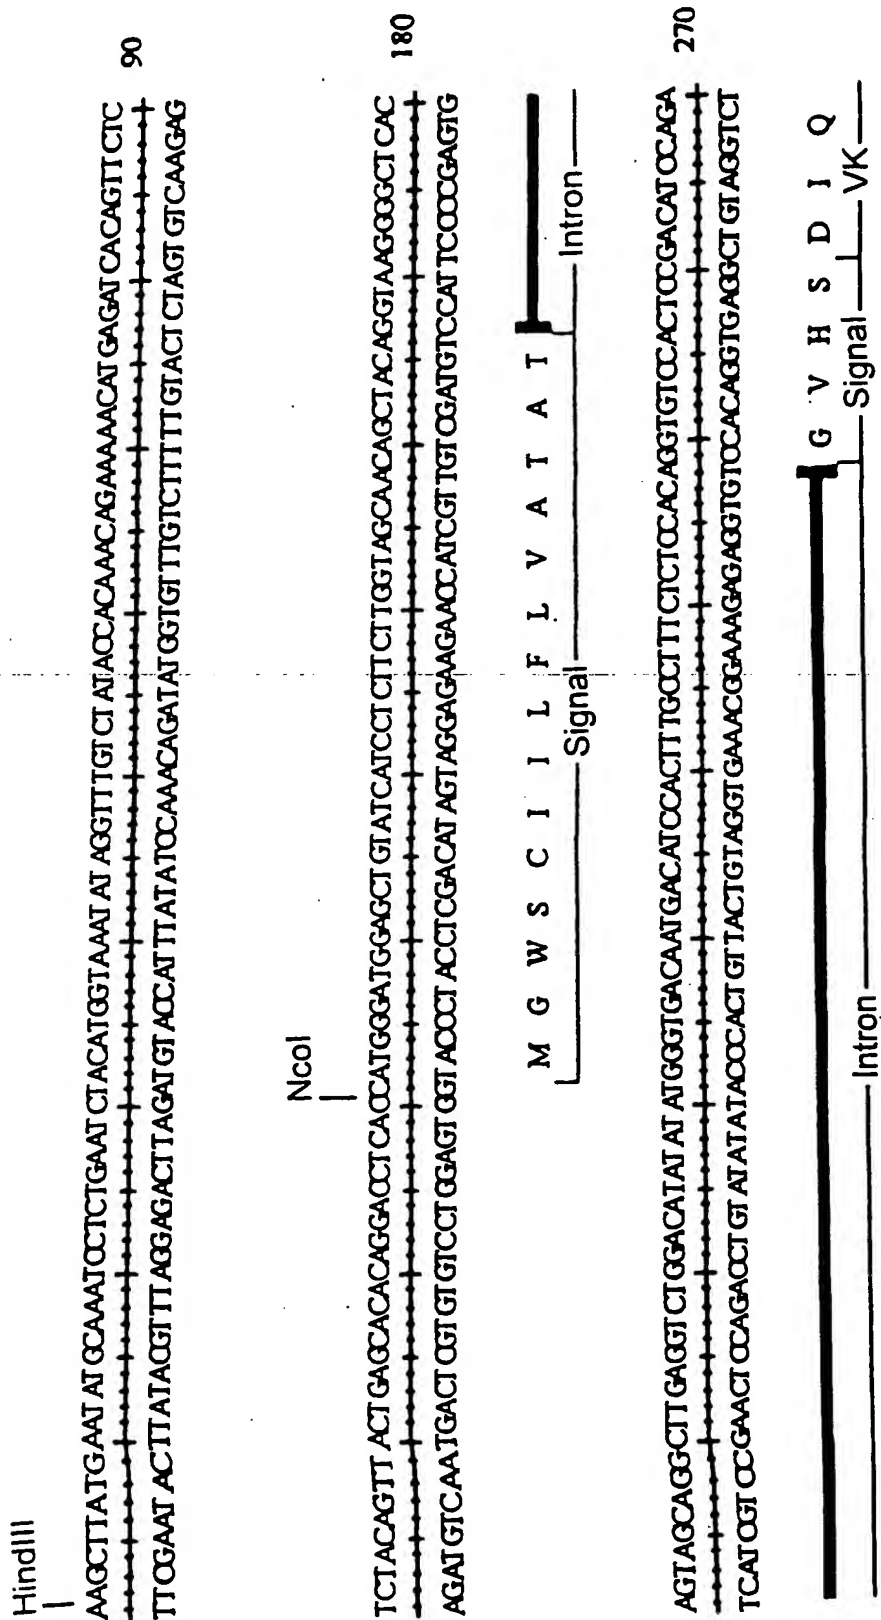 HindIII
AAGCTTATGAATATGCAAATCCTCTGAATCTACATGGTAAATATAGGTTTGTCTATACCACAAACAGAAAAACATGAGATCACAGTTCTC
90
TTCGAATACTTATACGTTTAGGAGACTTAGATGTACCATTTATATCCAAACAGATATGGTGTTTGTCTTTTTGTACTCTAGTGTCAAGAG
NcoI
TCTACAGTTACTGAGCACACAGGACCTCACCATGGGATGGAGCTGTATCATCCTCTTCTTGGTAGCAACAGCTACAGGTAAGGGGCTCAC
180
AGATGTCAATGACTCGTGTGTCCTGGAGTGGTACCCTACCTCGACATAGTAGGAGAAGAACCATCGTTGTCGATGTCCATTCCCCGAGTG
M G W S C I I L F L V A T A T
Signal Intron
AGTAGCAGGCTTGAGGTCTGGACATATATATGGGTGACAATGACATCCACTTTGCCTTTCTCTCCACAGGTGTCCACTCCGACATCCAGA
270
TCATCGTCCGAACTCCAGACCTGTATATATACCCACTGTTACTGTAGGTGAAACGGAAAGAGAGGTGTCCACAGGTGAGGCTGTAGGTCT
G V H S D I Q
Intron Signal VK